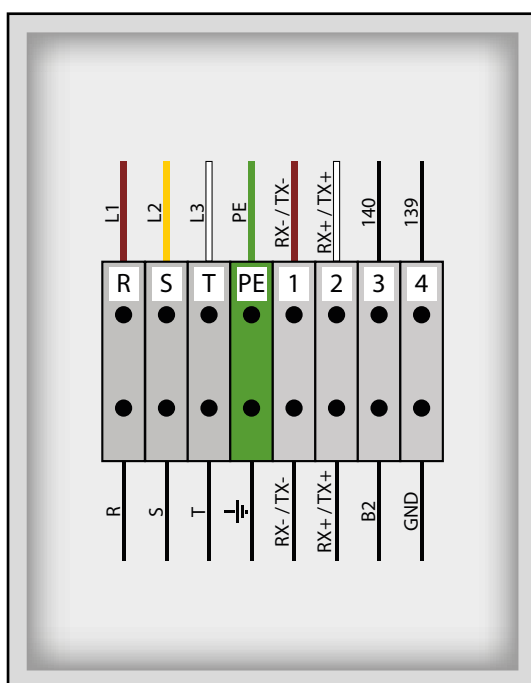 L1 L2 L3 PE RX- / TX- RX+ / TX+ 140 139
R S T PE 1 2 3 4
R S T RX- / TX- RX+ / TX+ B2 GND